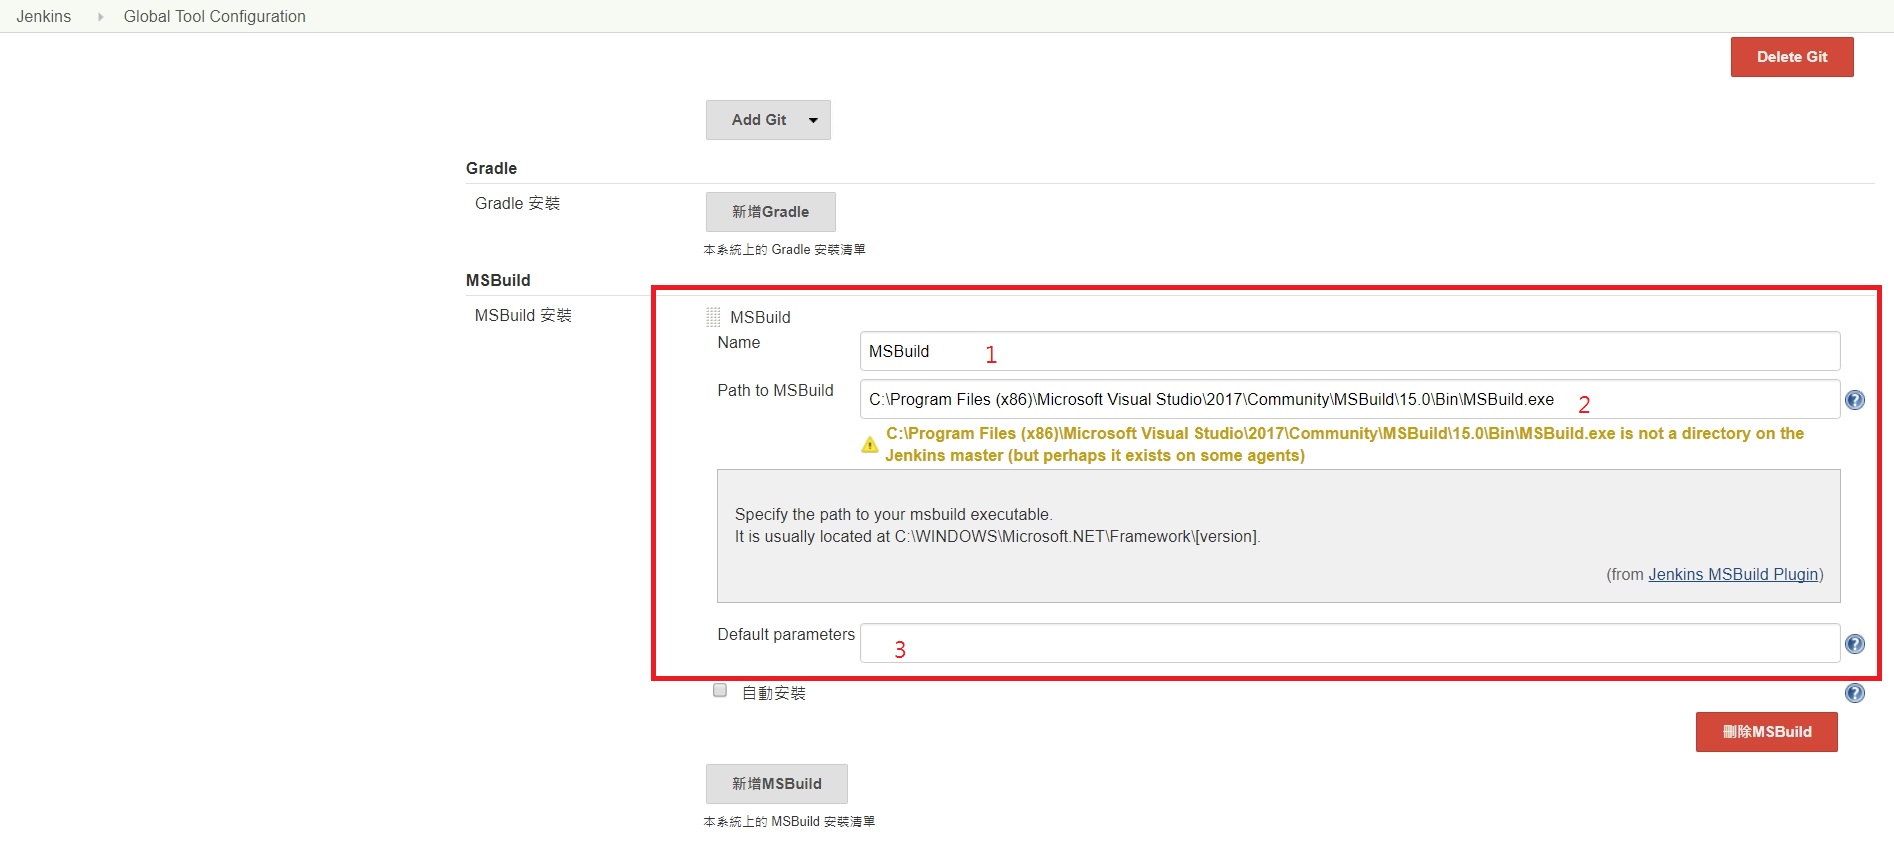 Jenkins
Global Tool Configuration
Delete Git
Add Git
Gradle
Gradle 安裝
新增Gradle
本系統上的 Gradle 安裝清單
MSBuild
MSBuild 安裝
MSBuild
Name
MSBuild
1
Path to MSBuild
C:\Program Files (x86)\Microsoft Visual Studio\2017\Community\MSBuild\15.0\Bin\MSBuild.exe
2
C:\Program Files (x86)\Microsoft Visual Studio\2017\Community\MSBuild\15.0\Bin\MSBuild.exe is not a directory on the
Jenkins master (but perhaps it exists on some agents)
Specify the path to your msbuild executable.
It is usually located at C:\WINDOWS\Microsoft.NET\Framework\[version].
(from Jenkins MSBuild Plugin)
Default parameters
3
自動安裝
刪除MSBuild
新增MSBuild
本系統上的 MSBuild 安裝清單